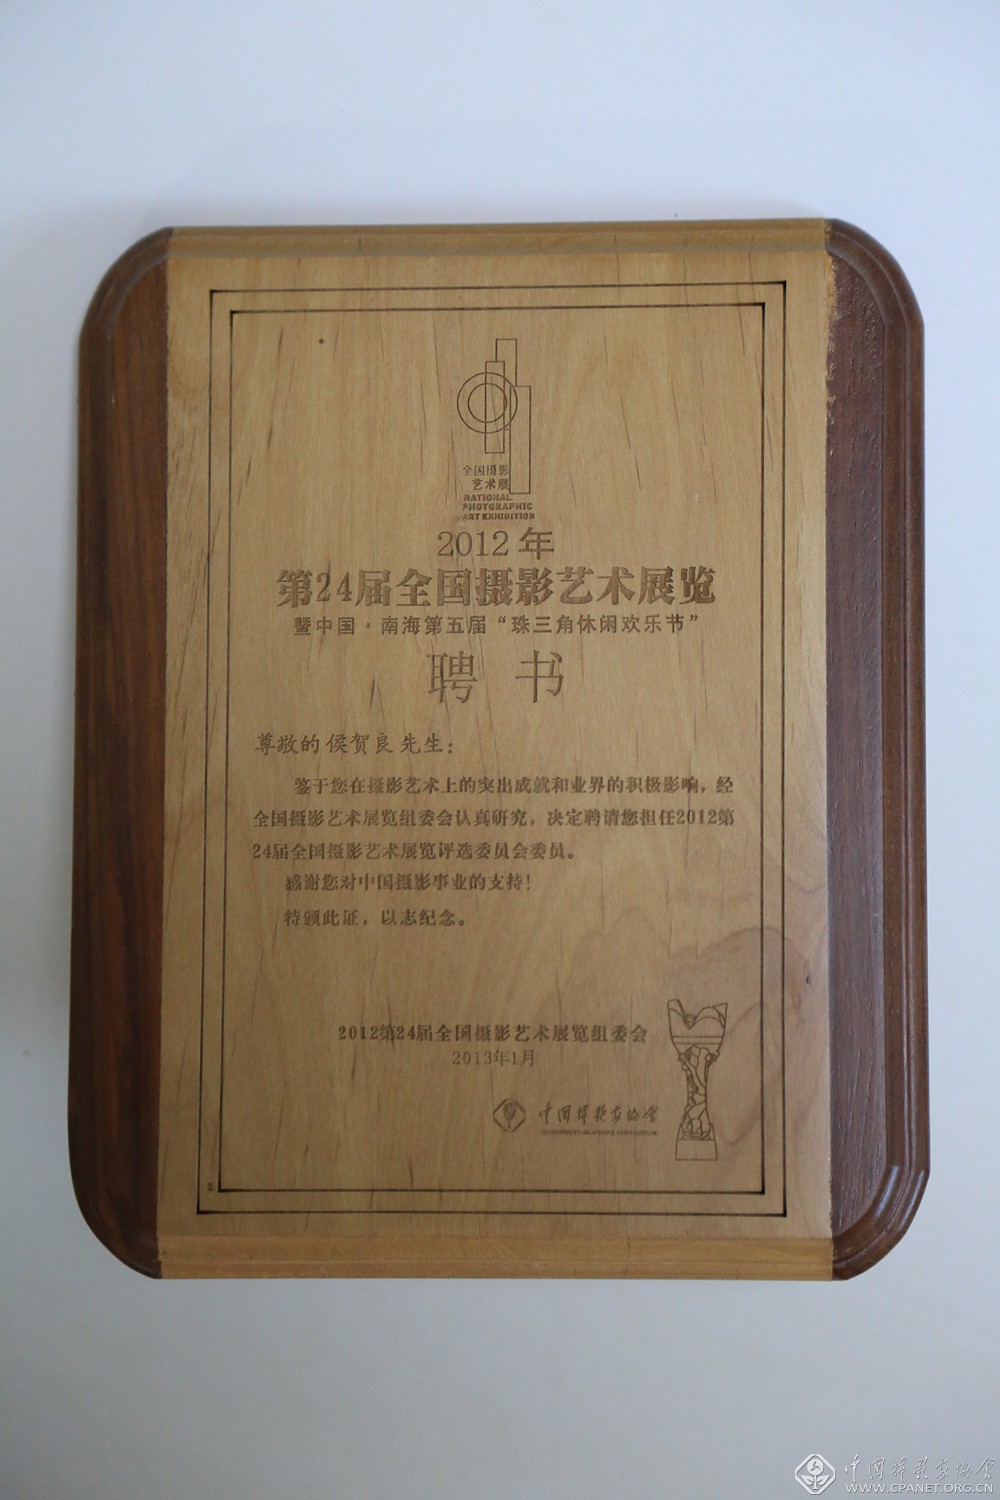 全国摄影
艺术展
NATIONAL
PHOTOGRAPHIC
ART EXHIBITION
2012年
第24届全国摄影艺术展览
暨中国·南海第五届“珠三角休闲欢乐节”
聘 书
尊敬的侯贺良先生：
鉴于您在摄影艺术上的突出成就和业界的积极影响，经
全国摄影艺术展览组委会认真研究，决定聘请您担任2012第
24届全国摄影艺术展览评选委员会委员。
感谢您对中国摄影事业的支持！
特颁此证，以志纪念。
2012第24届全国摄影艺术展览组委会
2013年1月
中国摄影家协会
CHINA PHOTOGRAPHERS ASSOCIATION
中国摄影家协会
WWW.CPANET.ORG.CN